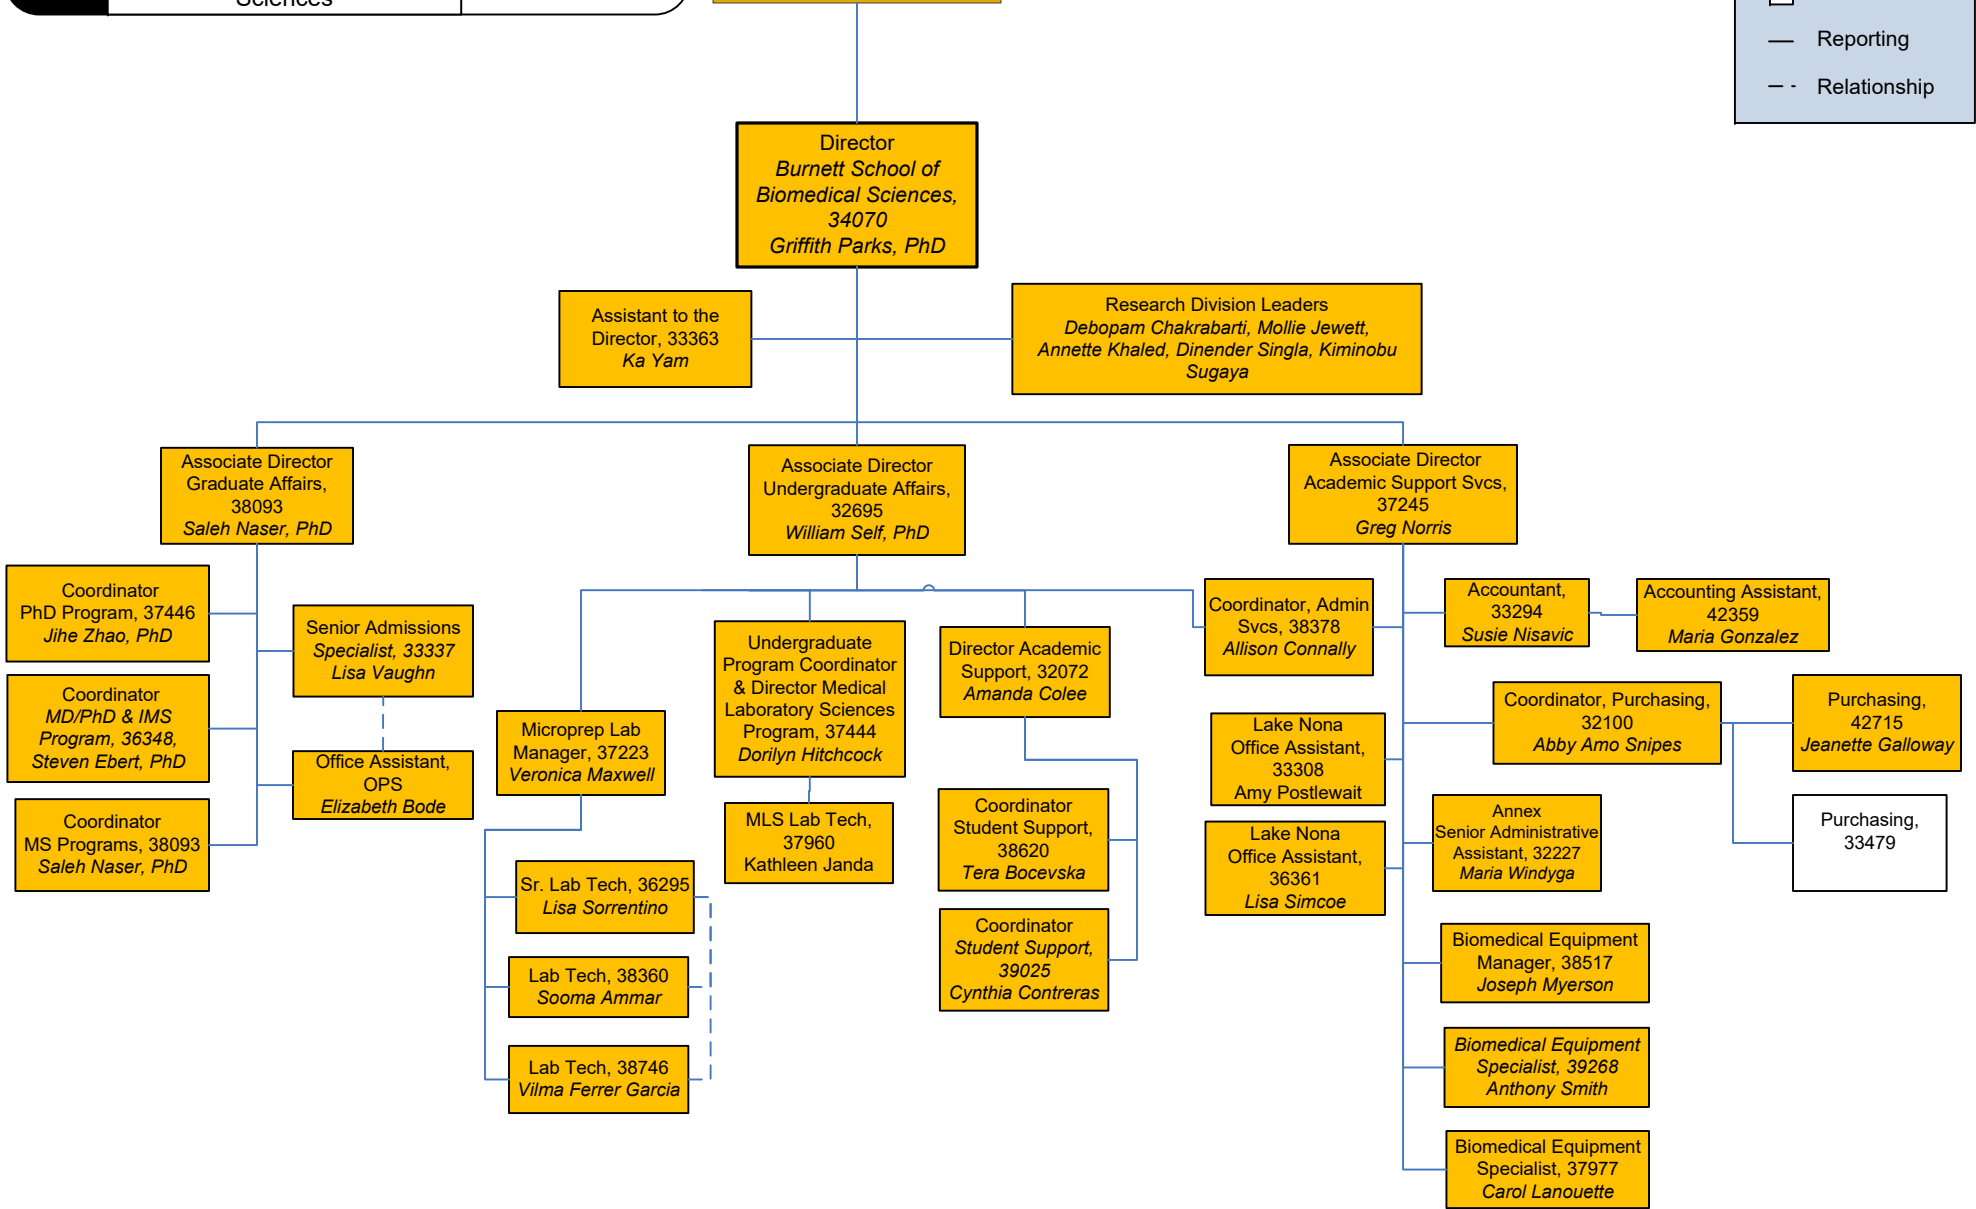 Sciences
Reporting
Relationship
Director
Burnett School of
Biomedical Sciences,
34070
Griffith Parks, PhD
Assistant to the
Director, 33363
Ka Yam
Research Division Leaders
Debopam Chakrabarti, Mollie Jewett,
Annette Khaled, Dinender Singla, Kiminobu
Sugaya
Associate Director
Graduate Affairs,
38093
Saleh Naser, PhD
Associate Director
Undergraduate Affairs,
32695
William Self, PhD
Associate Director
Academic Support Svcs,
37245
Greg Norris
Coordinator
PhD Program, 37446
Jihe Zhao, PhD
Senior Admissions
Specialist, 33337
Lisa Vaughn
Coordinator
MD/PhD & IMS
Program, 36348,
Steven Ebert, PhD
Office Assistant,
OPS
Elizabeth Bode
Coordinator
MS Programs, 38093
Saleh Naser, PhD
Microprep Lab
Manager, 37223
Veronica Maxwell
Sr. Lab Tech, 36295
Lisa Sorrentino
Lab Tech, 38360
Sooma Ammar
Lab Tech, 38746
Vilma Ferrer Garcia
Undergraduate
Program Coordinator
& Director Medical
Laboratory Sciences
Program, 37444
Dorilyn Hitchcock
MLS Lab Tech,
37960
Kathleen Janda
Director Academic
Support, 32072
Amanda Colee
Coordinator
Student Support,
38620
Tera Bocevska
Coordinator
Student Support,
39025
Cynthia Contreras
Coordinator, Admin
Svcs, 38378
Allison Connally
Lake Nona
Office Assistant,
33308
Amy Postlewait
Lake Nona
Office Assistant,
36361
Lisa Simcoe
Accountant,
33294
Susie Nisavic
Accounting Assistant,
42359
Maria Gonzalez
Coordinator, Purchasing,
32100
Abby Amo Snipes
Purchasing,
42715
Jeanette Galloway
Purchasing,
33479
Annex
Senior Administrative
Assistant, 32227
Maria Windyga
Biomedical Equipment
Manager, 38517
Joseph Myerson
Biomedical Equipment
Specialist, 39268
Anthony Smith
Biomedical Equipment
Specialist, 37977
Carol Lanouette